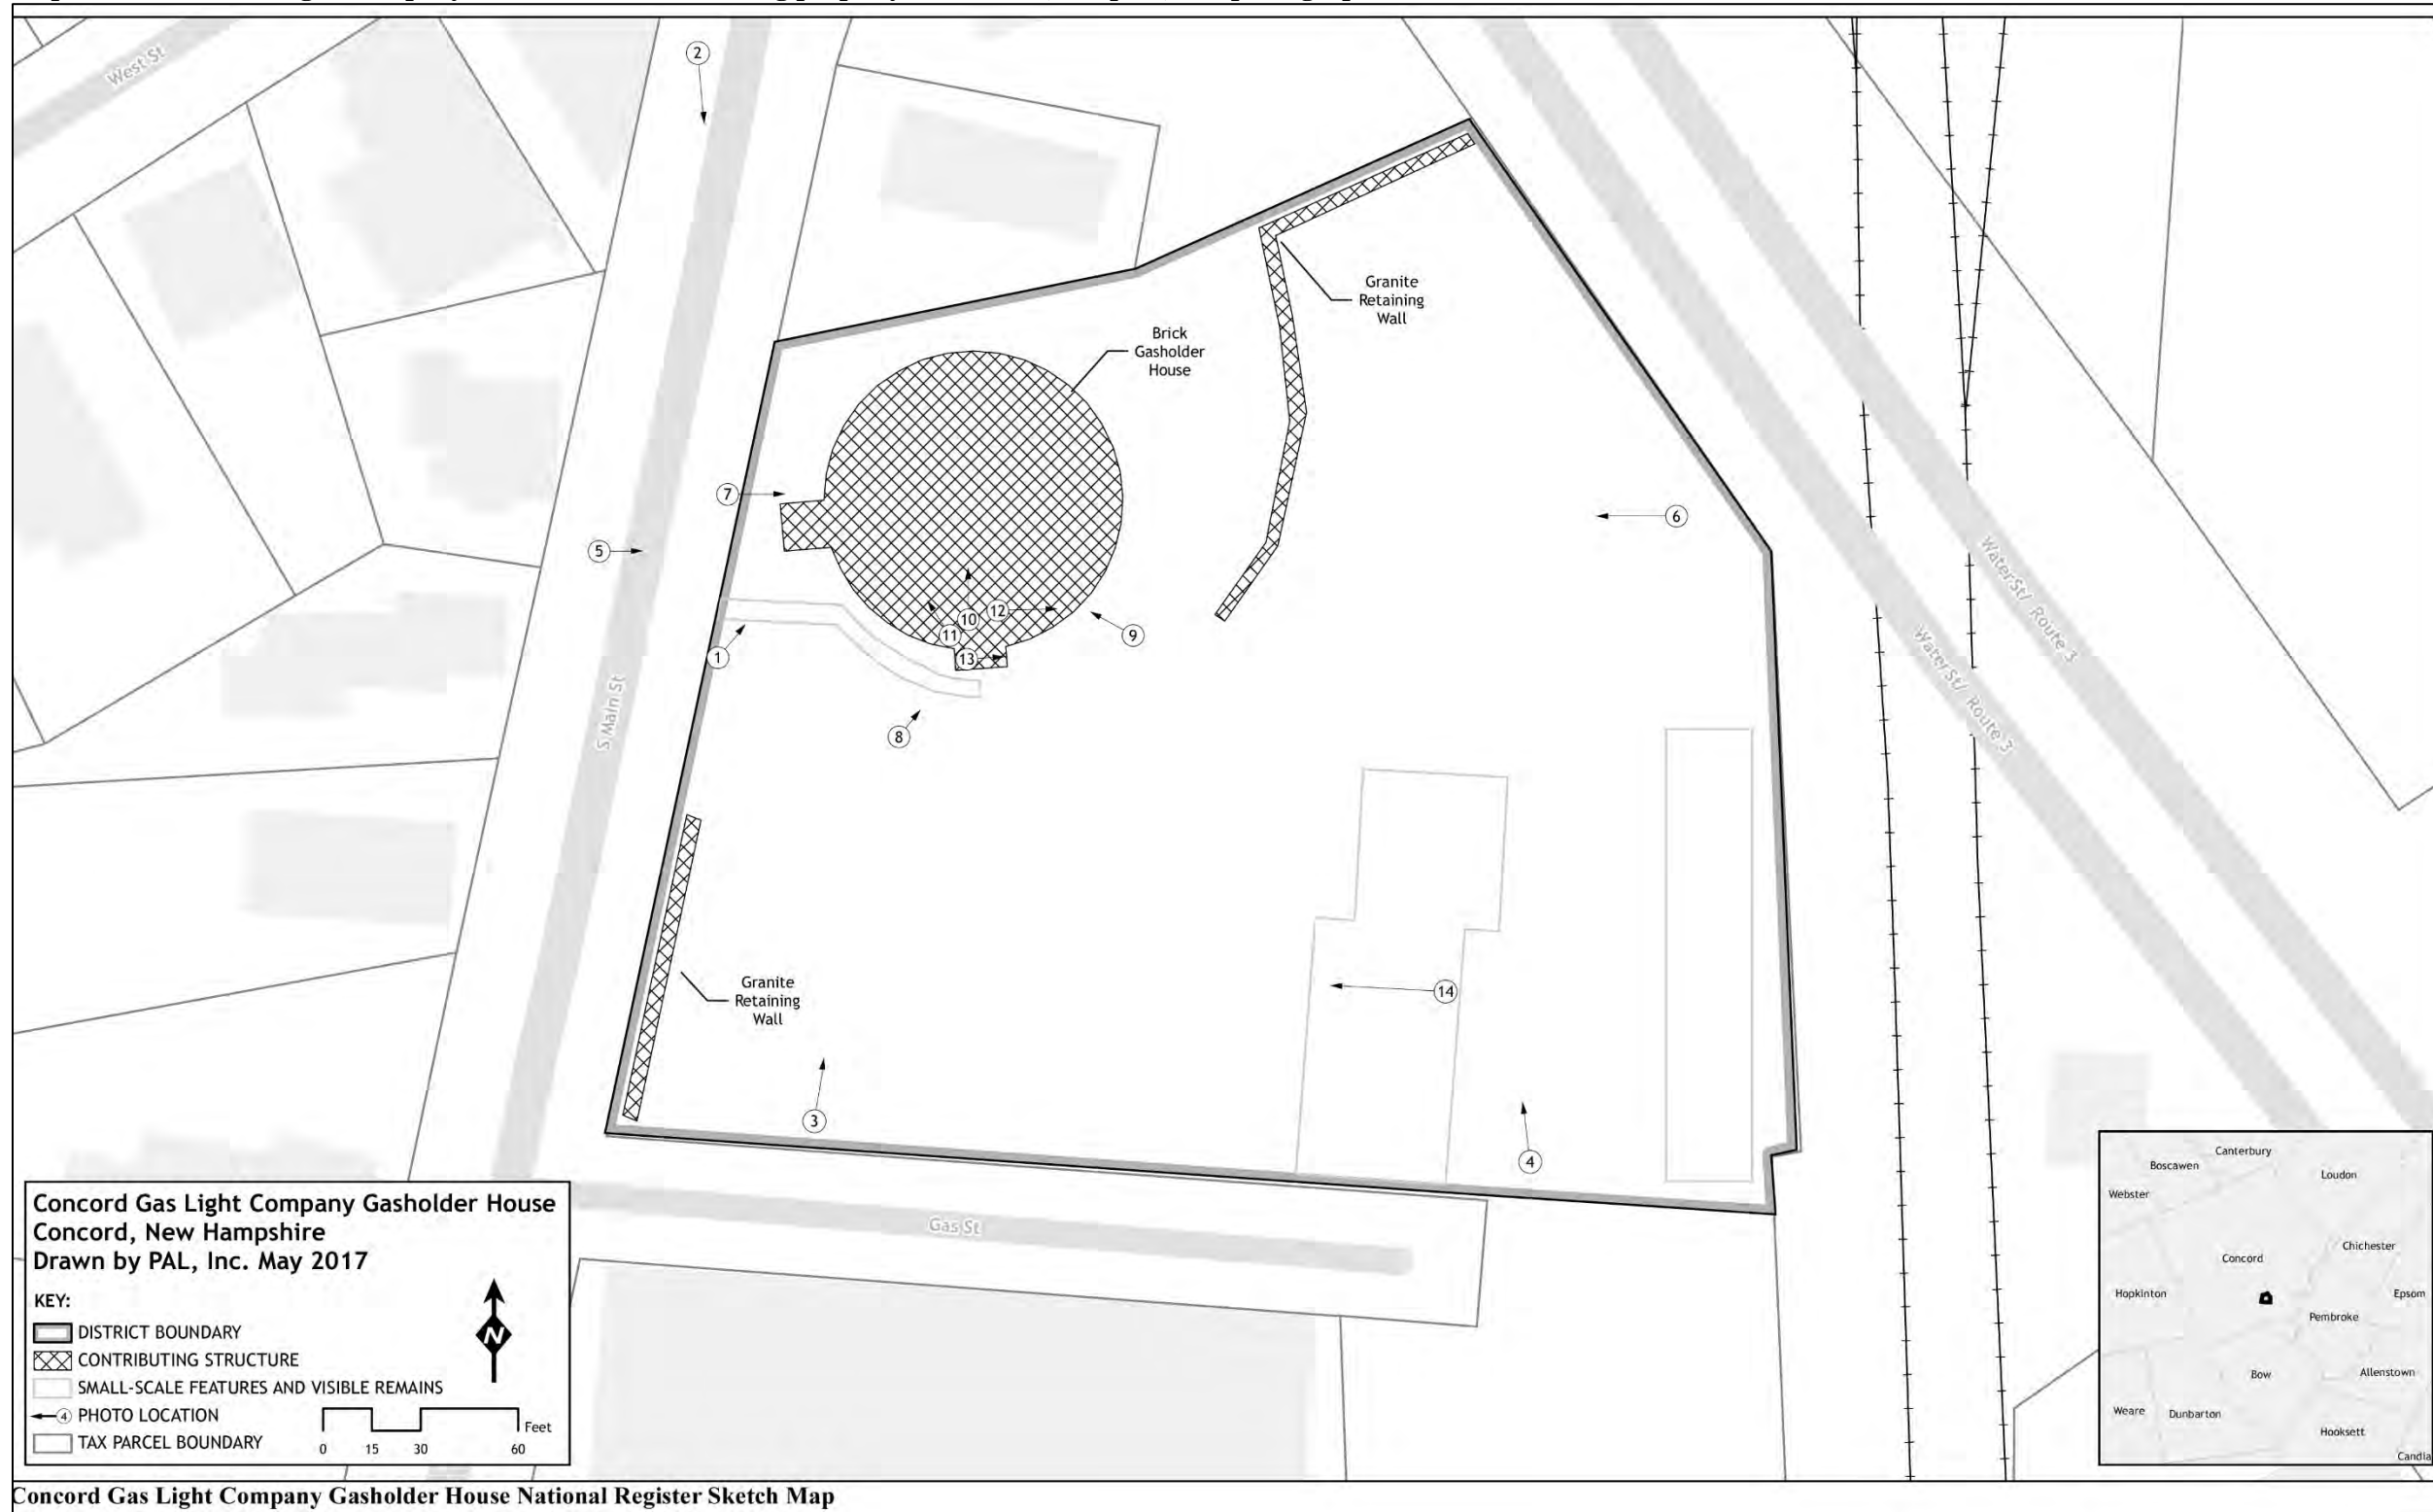 West St
2
Granite
Retaining
Wall
Brick
Gasholder
House
7
6
5
12
10
11
9
13
1
Water St/ Route 3
Water St/ Route 3
S Main St
8
Granite
Retaining
Wall
14
3
4
Gas St
Concord Gas Light Company Gasholder House
Concord, New Hampshire
Drawn by PAL, Inc. May 2017
KEY:
N
DISTRICT BOUNDARY
CONTRIBUTING STRUCTURE
SMALL-SCALE FEATURES AND VISIBLE REMAINS
4 PHOTO LOCATION
TAX PARCEL BOUNDARY
Feet
0 15 30 60
Canterbury
Boscawen
Loudon
Webster
Chichester
Concord
Hopkinton
Epsom
Pembroke
Bow
Allenstown
Weare
Dunbarton
Hooksett
Candia
Concord Gas Light Company Gasholder House National Register Sketch Map